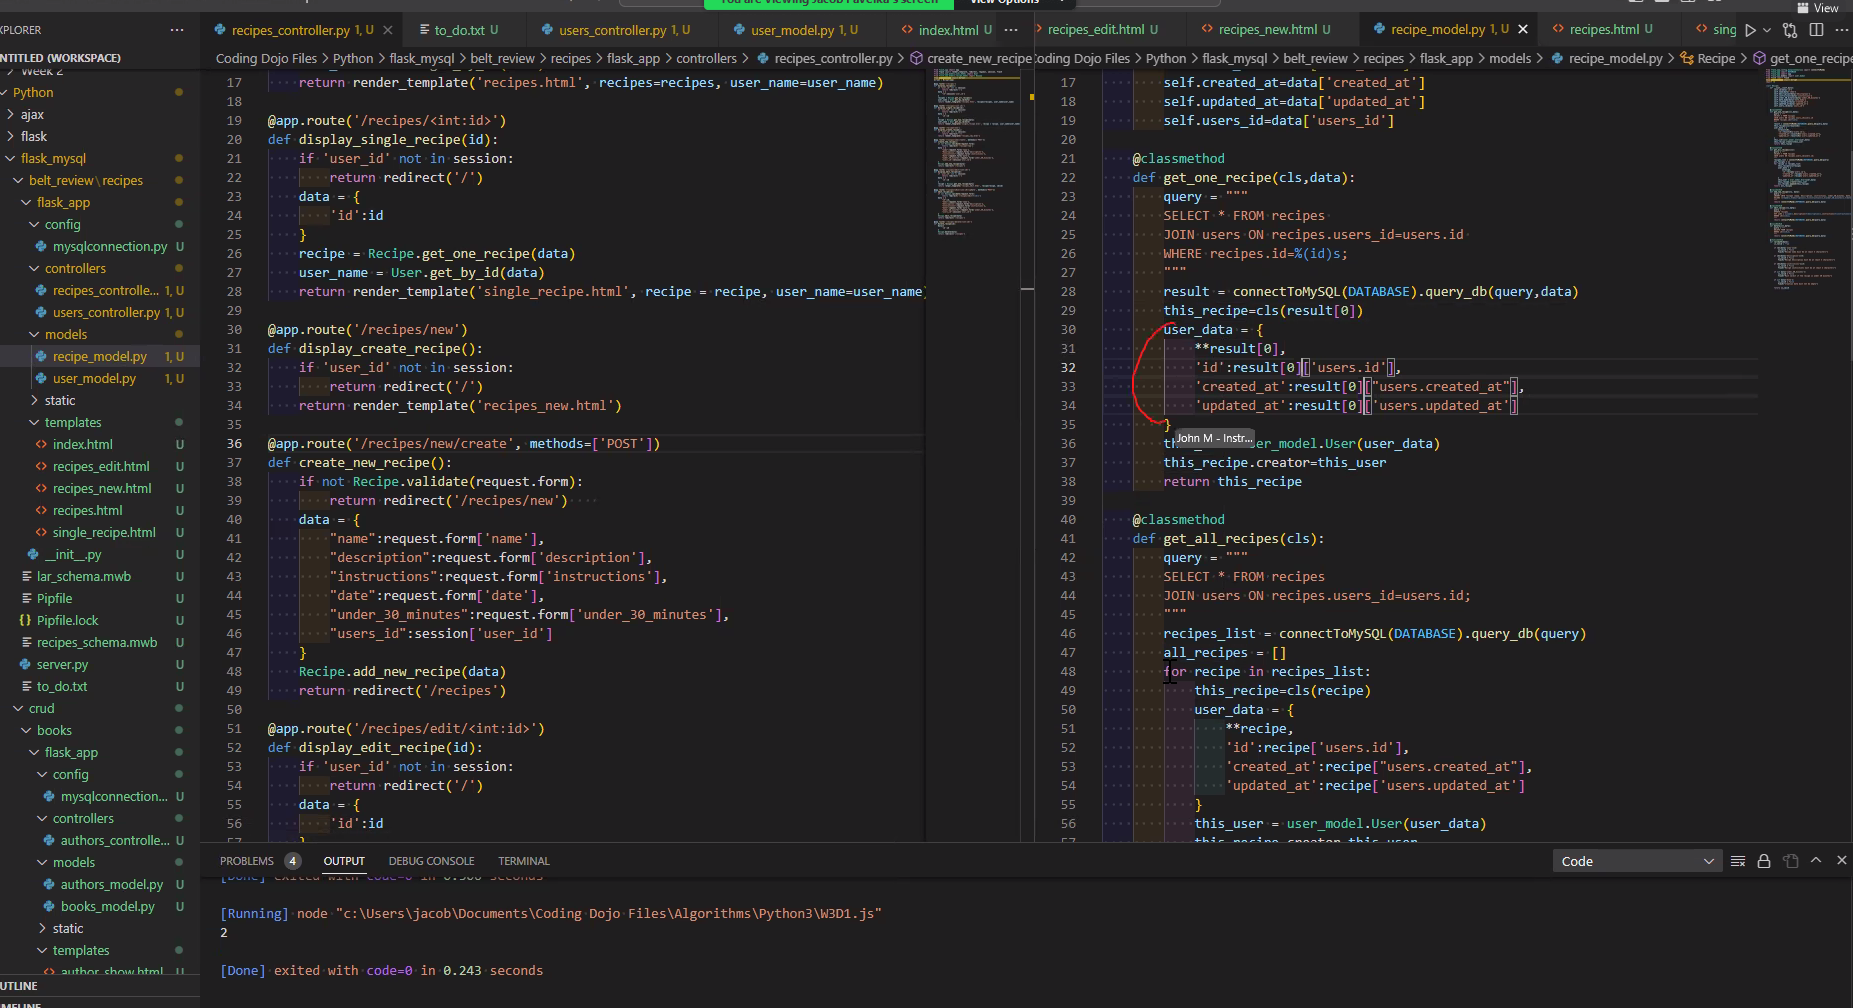 You are viewing Jacob Pavelka's screen View Options
View
EXPLORER ···
NTITLED (WORKSPACE)
Week 2
Python
ajax
flask
flask_mysql
belt_review\recipes
flask_app
config
mysqlconnection.py U
controllers
recipes_controlle... 1, U
users_controller.py 1, U
models
recipe_model.py 1, U
user_model.py 1, U
static
templates
index.html U
recipes_edit.html U
recipes_new.html U
recipes.html U
single_recipe.html U
__init__.py U
lar_schema.mwb U
Pipfile U
Pipfile.lock U
recipes_schema.mwb U
server.py U
to_do.txt U
crud
books
flask_app
config
mysqlconnection... U
controllers
authors_controlle... U
models
authors_model.py U
books_model.py U
static
templates
author_show.html U
UTLINE
IMELINE
recipes_controller.py 1, U to_do.txt U users_controller.py 1, U user_model.py 1, U index.html U ···
Coding Dojo Files > Python > flask_mysql > belt_review > recipes > flask_app > controllers > recipes_controller.py > create_new_recipe
17 return render_template('recipes.html', recipes=recipes, user_name=user_name)
18
19 @app.route('/recipes/<int:id>')
20 def display_single_recipe(id):
21 if 'user_id' not in session:
22 return redirect('/')
23 data = {
24 'id':id
25 }
26 recipe = Recipe.get_one_recipe(data)
27 user_name = User.get_by_id(data)
28 return render_template('single_recipe.html', recipe = recipe, user_name=user_name)
29
30 @app.route('/recipes/new')
31 def display_create_recipe():
32 if 'user_id' not in session:
33 return redirect('/')
34 return render_template('recipes_new.html')
35
36 @app.route('/recipes/new/create', methods=['POST'])
37 def create_new_recipe():
38 if not Recipe.validate(request.form):
39 return redirect('/recipes/new')
40 data = {
41 "name":request.form['name'],
42 "description":request.form['description'],
43 "instructions":request.form['instructions'],
44 "date":request.form['date'],
45 "under_30_minutes":request.form['under_30_minutes'],
46 "users_id":session['user_id']
47 }
48 Recipe.add_new_recipe(data)
49 return redirect('/recipes')
50
51 @app.route('/recipes/edit/<int:id>')
52 def display_edit_recipe(id):
53 if 'user_id' not in session:
54 return redirect('/')
55 data = {
56 'id':id
recipes_edit.html U recipes_new.html U recipe_model.py 1, U recipes.html U sing ···
oding Dojo Files > Python > flask_mysql > belt_review > recipes > flask_app > models > recipe_model.py > Recipe > get_one_recipe
17 self.created_at=data['created_at']
18 self.updated_at=data['updated_at']
19 self.users_id=data['users_id']
20
21 @classmethod
22 def get_one_recipe(cls,data):
23 query = """
24 SELECT * FROM recipes
25 JOIN users ON recipes.users_id=users.id
26 WHERE recipes.id=%(id)s;
27 """
28 result = connectToMySQL(DATABASE).query_db(query,data)
29 this_recipe=cls(result[0])
30 user_data = {
31 **result[0],
32 'id':result[0]['users.id'],
33 'created_at':result[0]["users.created_at"],
34 'updated_at':result[0]['users.updated_at']
35 }
John M - Instr...
36 th er_model.User(user_data)
37 this_recipe.creator=this_user
38 return this_recipe
39
40 @classmethod
41 def get_all_recipes(cls):
42 query = """
43 SELECT * FROM recipes
44 JOIN users ON recipes.users_id=users.id;
45 """
46 recipes_list = connectToMySQL(DATABASE).query_db(query)
47 all_recipes = []
48 for recipe in recipes_list:
49 this_recipe=cls(recipe)
50 user_data = {
51 **recipe,
52 'id':recipe['users.id'],
53 'created_at':recipe["users.created_at"],
54 'updated_at':recipe['users.updated_at']
55 }
56 this_user = user_model.User(user_data)
57 this_recipe.creator=this_user
PROBLEMS 4 OUTPUT DEBUG CONSOLE TERMINAL Code
[Done] exited with code=0 in 0.306 seconds
[Running] node "c:\Users\jacob\Documents\Coding Dojo Files\Algorithms\Python3\W3D1.js"
2
[Done] exited with code=0 in 0.243 seconds